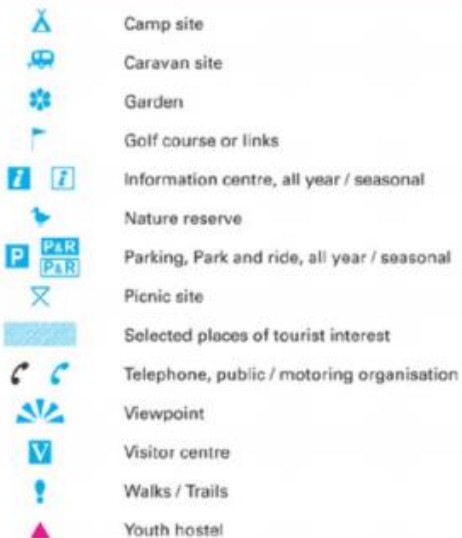 Camp site
Caravan site
Garden
Golf course or links
i i Information centre, all year / seasonal
Nature reserve
P P&R P&R Parking, Park and ride, all year / seasonal
Picnic site
Selected places of tourist interest
Telephone, public / motoring organisation
Viewpoint
V Visitor centre
Walks / Trails
Youth hostel